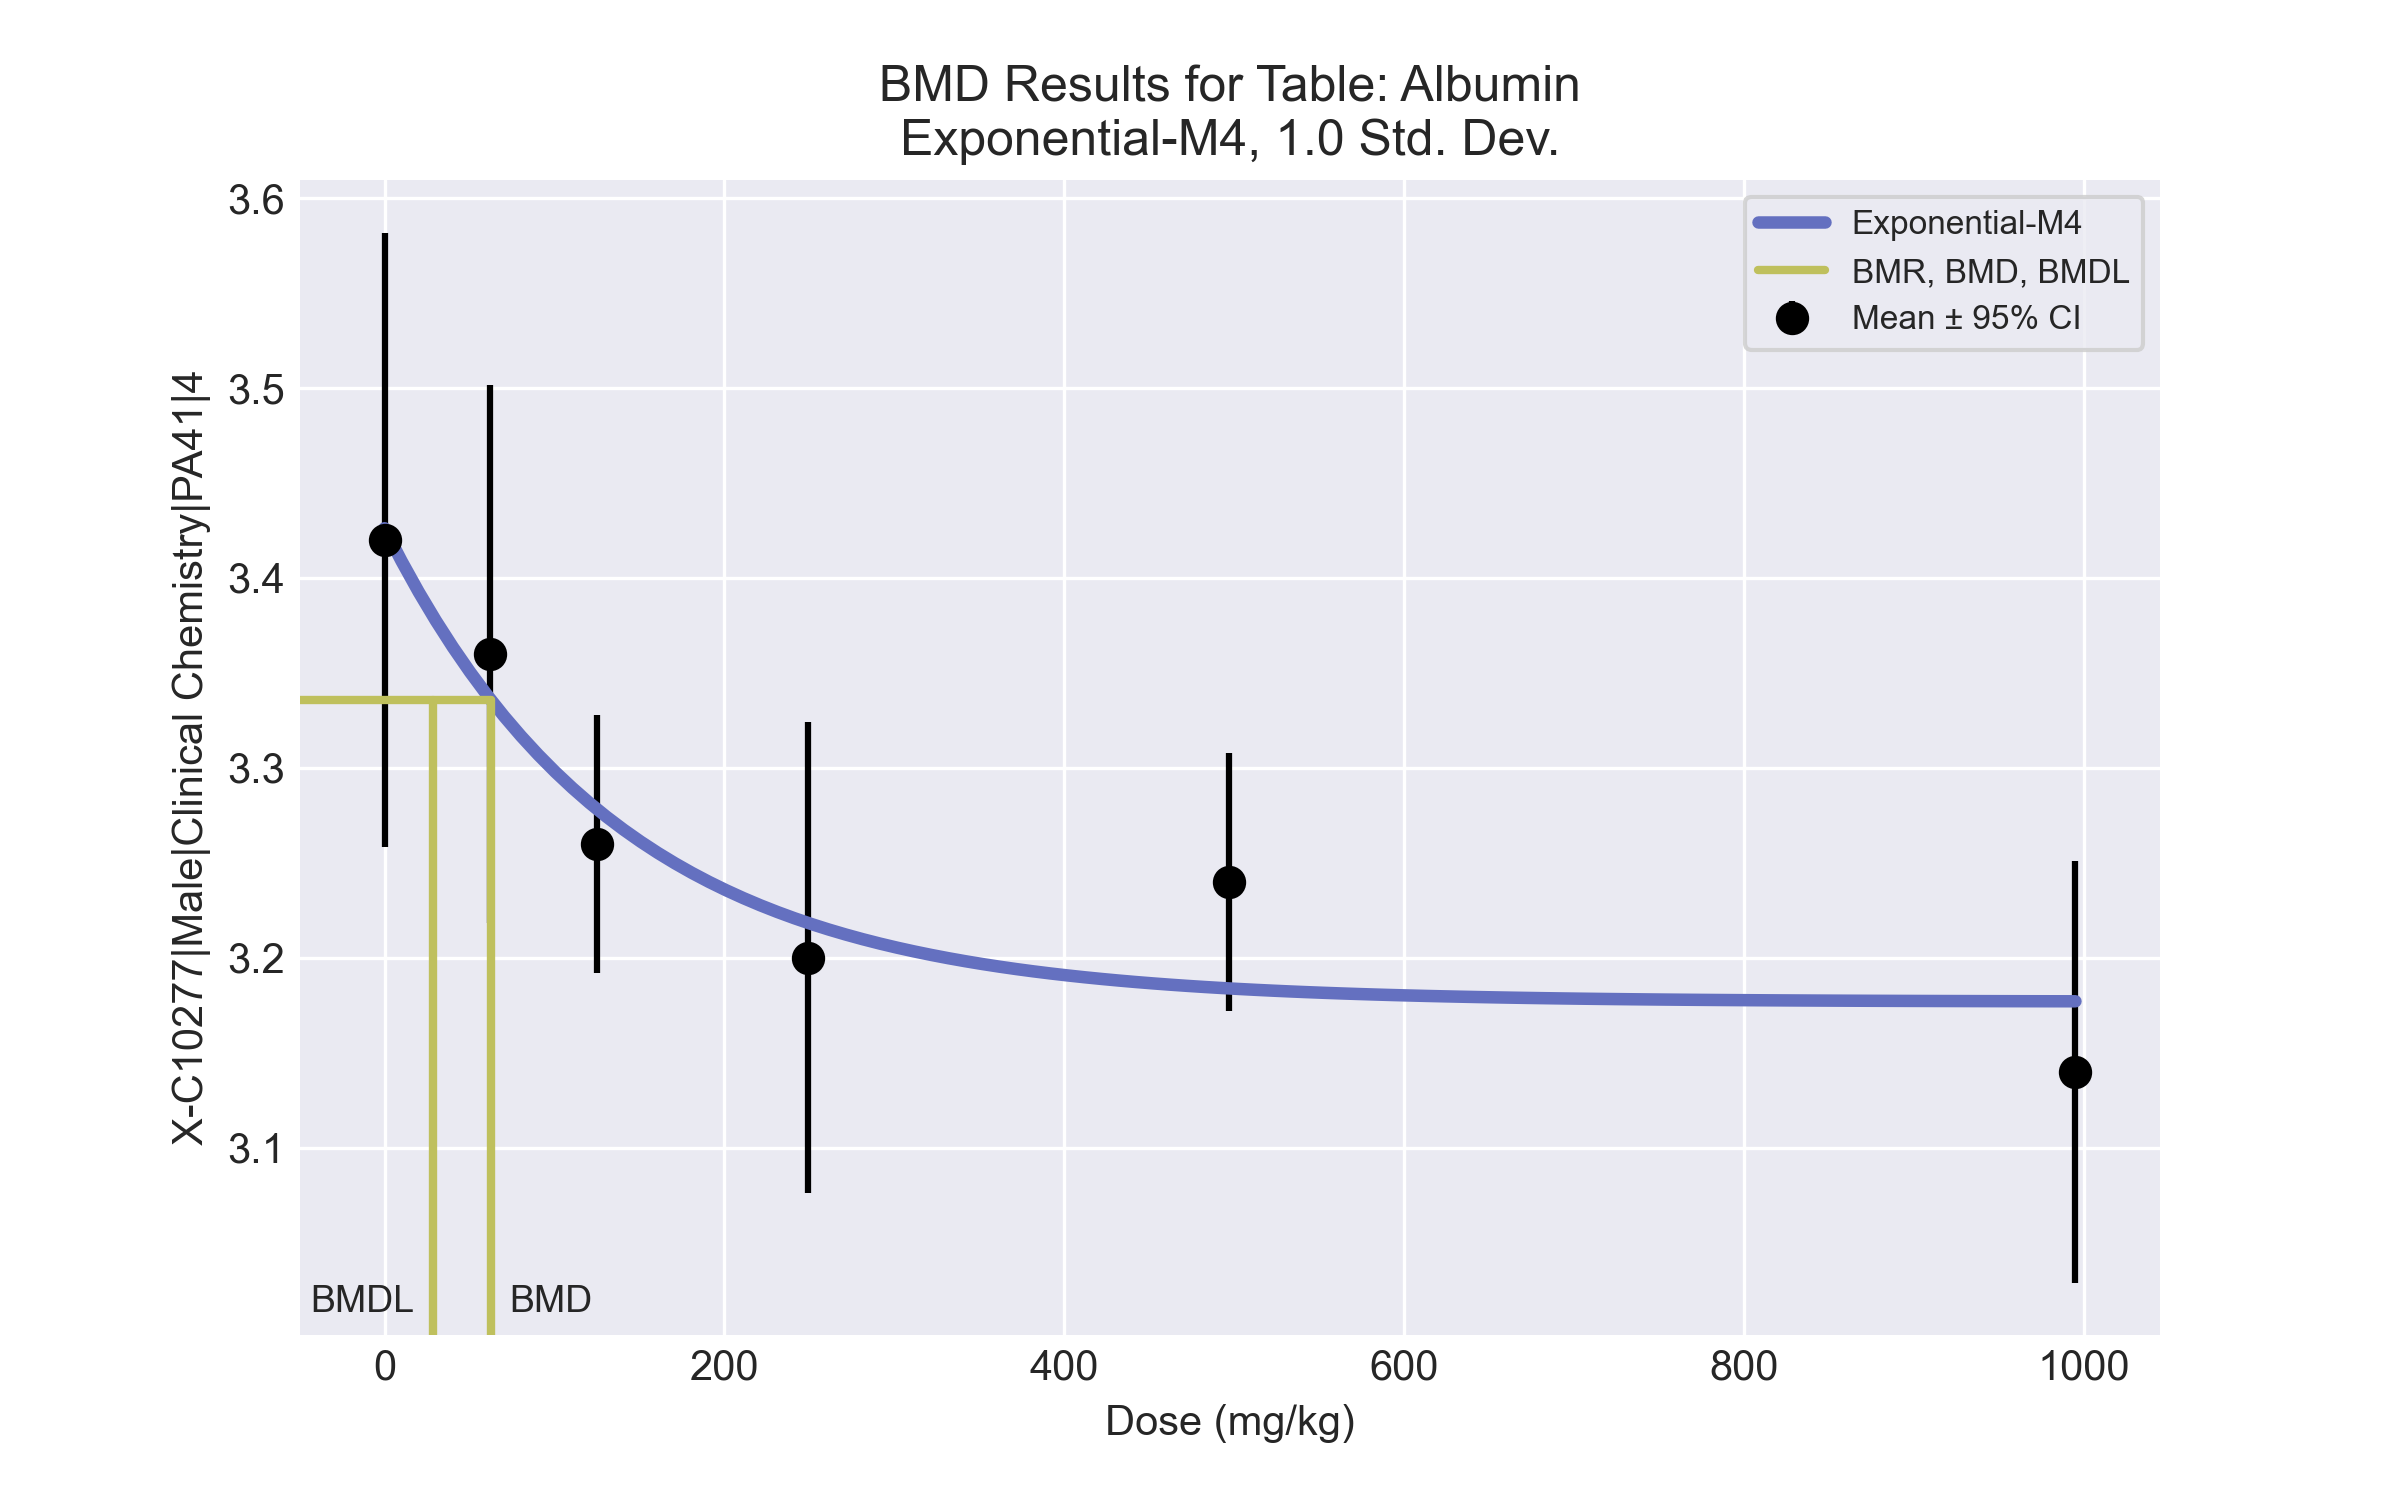 BMD Results for Table: Albumin
Exponential-M4, 1.0 Std. Dev.
X-C10277|Male|Clinical Chemistry|PA41|4
3.6
3.5
3.4
3.3
3.2
3.1
Exponential-M4
BMR, BMD, BMDL
Mean ± 95% CI
BMDL
BMD
0
200
400
600
800
1000
Dose (mg/kg)